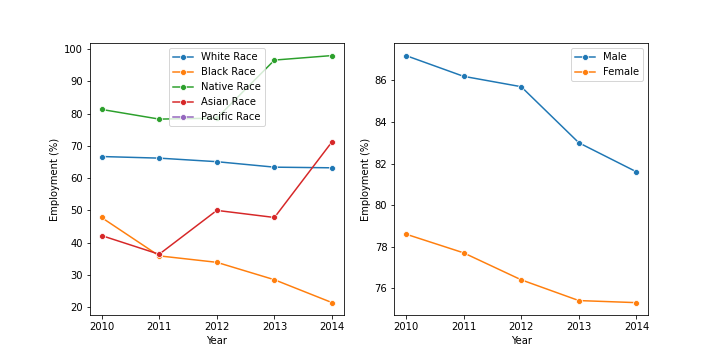 100
90
80
70
60
50
40
30
20
Employment (%)
2010
2011
2012
2013
2014
Year
White Race
Black Race
Native Race
Asian Race
Pacific Race
86
84
82
80
78
76
Employment (%)
2010
2011
2012
2013
2014
Year
Male
Female